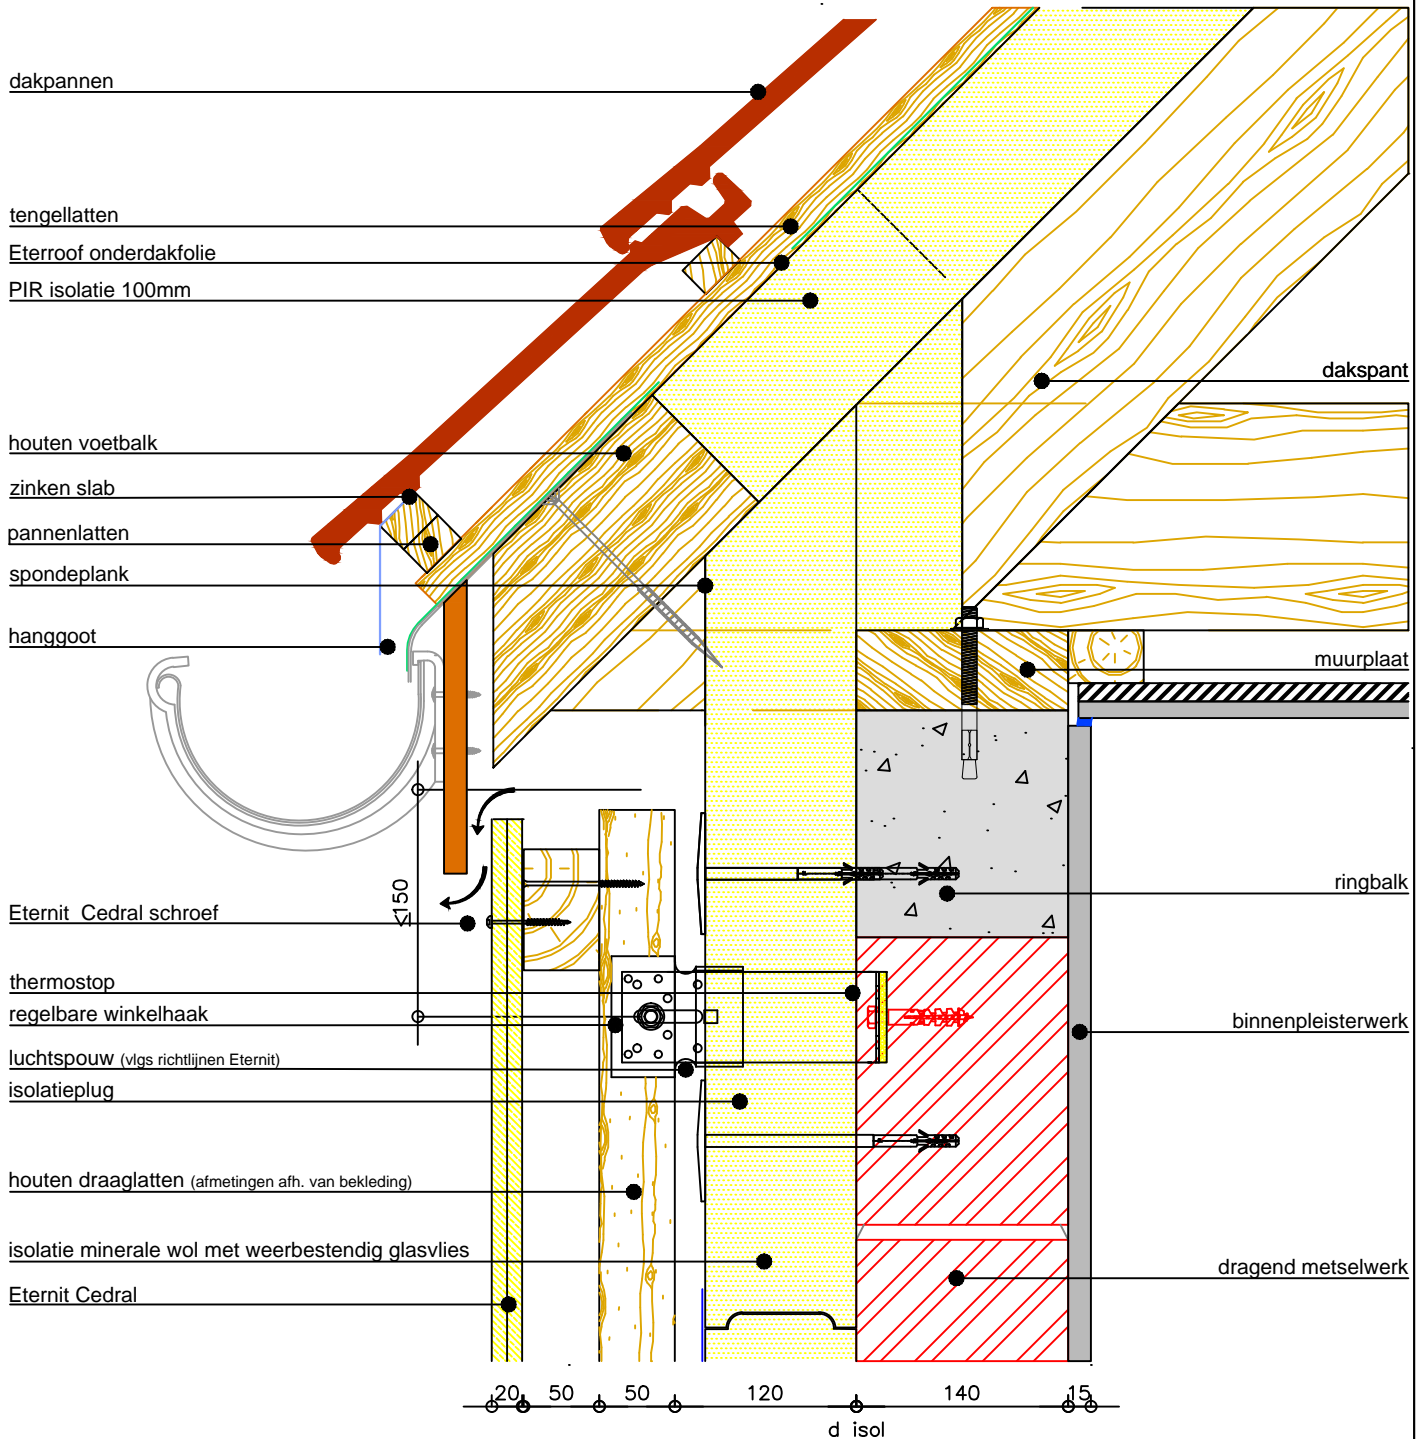 dakpannen
tengellatten
Eterroof onderdakfolie
PIR isolatie 100mm
dakspant
houten voetbalk
zinken slab
pannenlatten
spondeplank
hanggoot
muurplaat
≤150
ringbalk
Eternit Cedral schroef
thermostop
regelbare winkelhaak
binnenpleisterwerk
luchtspouw (vlgs richtlijnen Eternit)
isolatieplug
houten draaglatten (afmetingen afh. van bekleding)
isolatie minerale wol met weerbestendig glasvlies
dragend metselwerk
Eternit Cedral
20 50 50 120 140 15
d isol